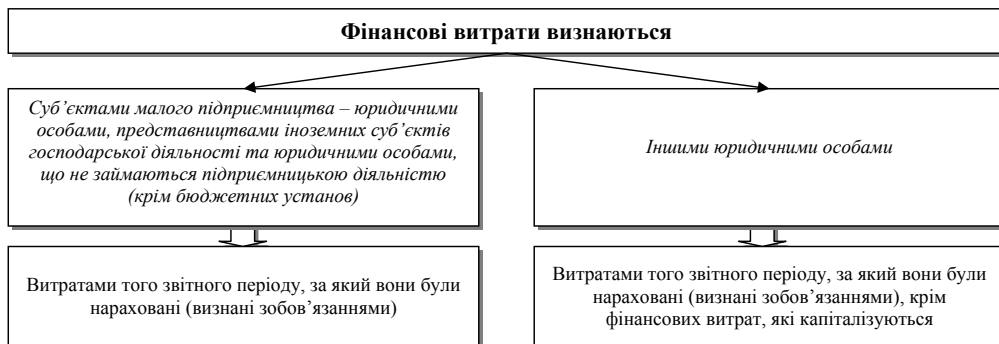 Фінансові витрати визнаються
Суб’єктами малого підприємництва – юридичними
особами, представництвами іноземних суб’єктів
господарської діяльності та юридичними особами,
що не займаються підприємницькою діяльністю
(крім бюджетних установ)
Іншими юридичними особами
Витратами того звітного періоду, за який вони були
нараховані (визнані зобов’язаннями)
Витратами того звітного періоду, за який вони були
нараховані (визнані зобов’язаннями), крім
фінансових витрат, які капіталізуються